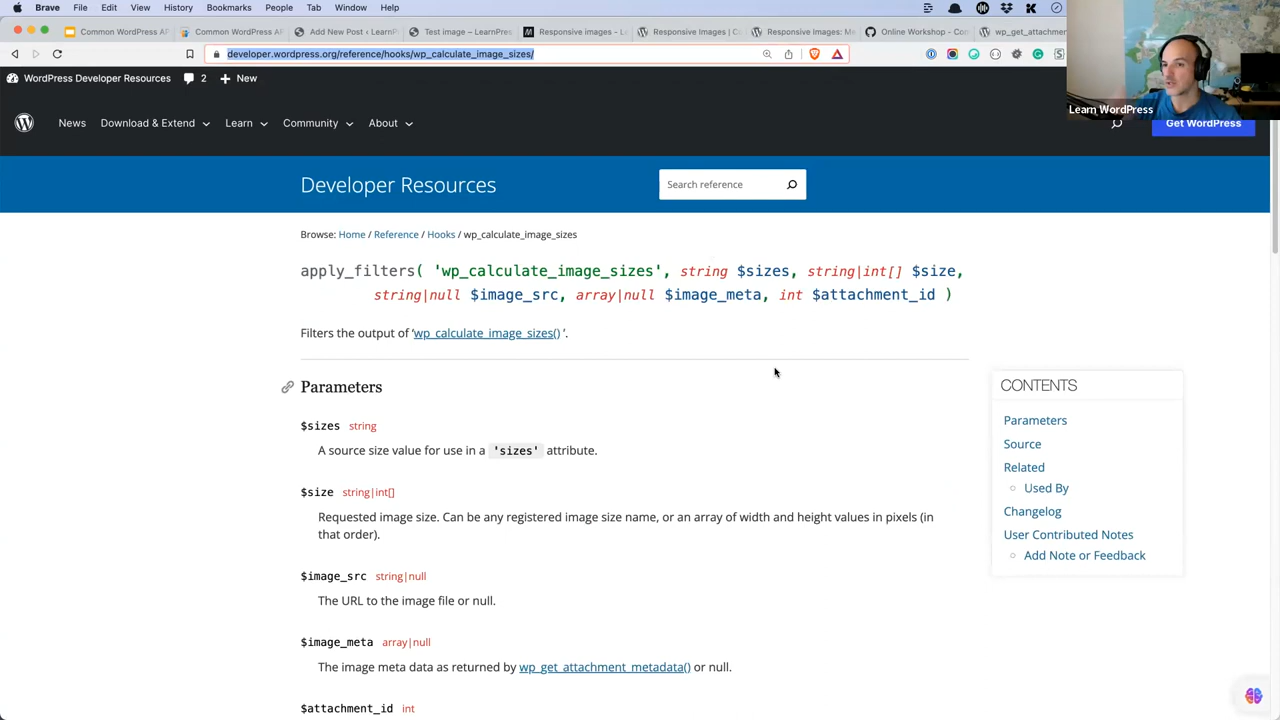 Brave File Edit View History Bookmarks People Tab Window Help
Common WordPress AP
Common WordPress AP
Add New Post ‹ LearnP
Test image – LearnPres
Responsive images - Le
Responsive Images | C
Responsive Images: M
Online Workshop - Con
wp_get_attachmen
developer.wordpress.org/reference/hooks/wp_calculate_image_sizes/
WordPress Developer Resources 2 New
Learn WordPress
News Download & Extend Learn Community About Get WordPress
Developer Resources
Search reference
Browse: Home / Reference / Hooks / wp_calculate_image_sizes
apply_filters( 'wp_calculate_image_sizes', string $sizes, string|int[] $size,
string|null $image_src, array|null $image_meta, int $attachment_id )
Filters the output of ‘wp_calculate_image_sizes() ’.
Parameters
$sizes string
A source size value for use in a 'sizes' attribute.
$size string|int[]
Requested image size. Can be any registered image size name, or an array of width and height values in pixels (in
that order).
$image_src string|null
The URL to the image file or null.
$image_meta array|null
The image meta data as returned by wp_get_attachment_metadata() or null.
$attachment_id int
CONTENTS
Parameters
Source
Related
Used By
Changelog
User Contributed Notes
Add Note or Feedback